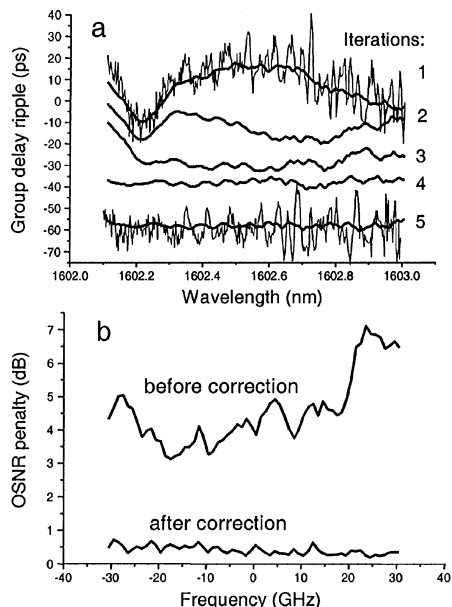 a
Iterations:
Group delay ripple (ps)
40
30
20
10
0
-10
-20
-30
-40
-50
-60
-70
1
2
3
4
5
1602.0 1602.2 1602.4 1602.6 1602.8 1603.0
Wavelength (nm)
b
OSNR penalty (dB)
7
6
5
4
3
2
1
0
before correction
after correction
-40 -30 -20 -10 0 10 20 30 40
Frequency (GHz)